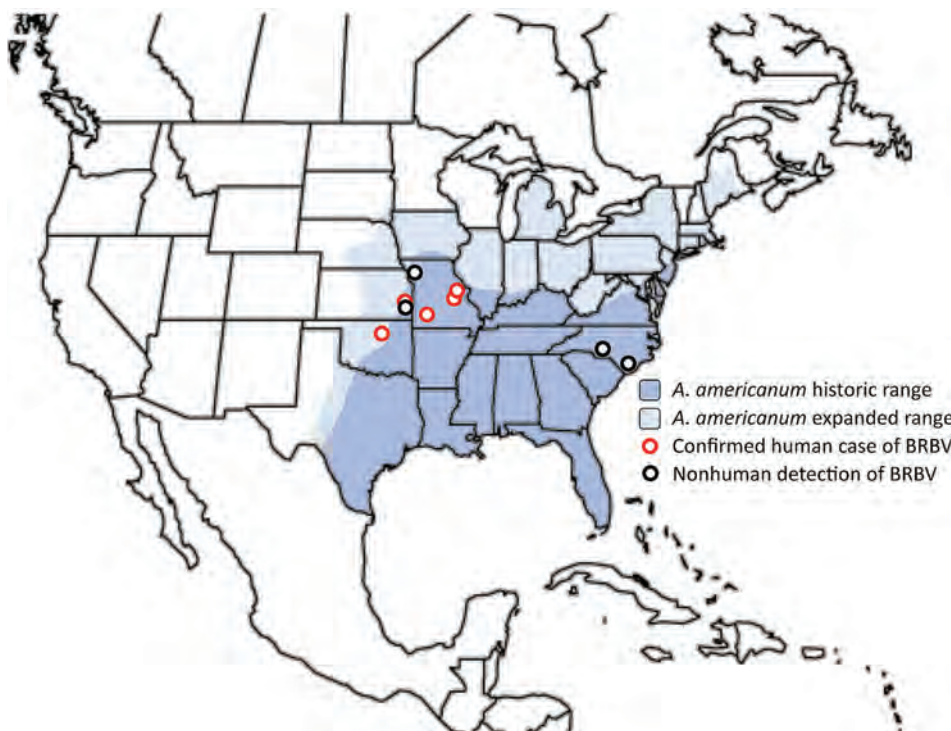 A. americanum historic range
A. americanum expanded range
Confirmed human case of BRBV
Nonhuman detection of BRBV